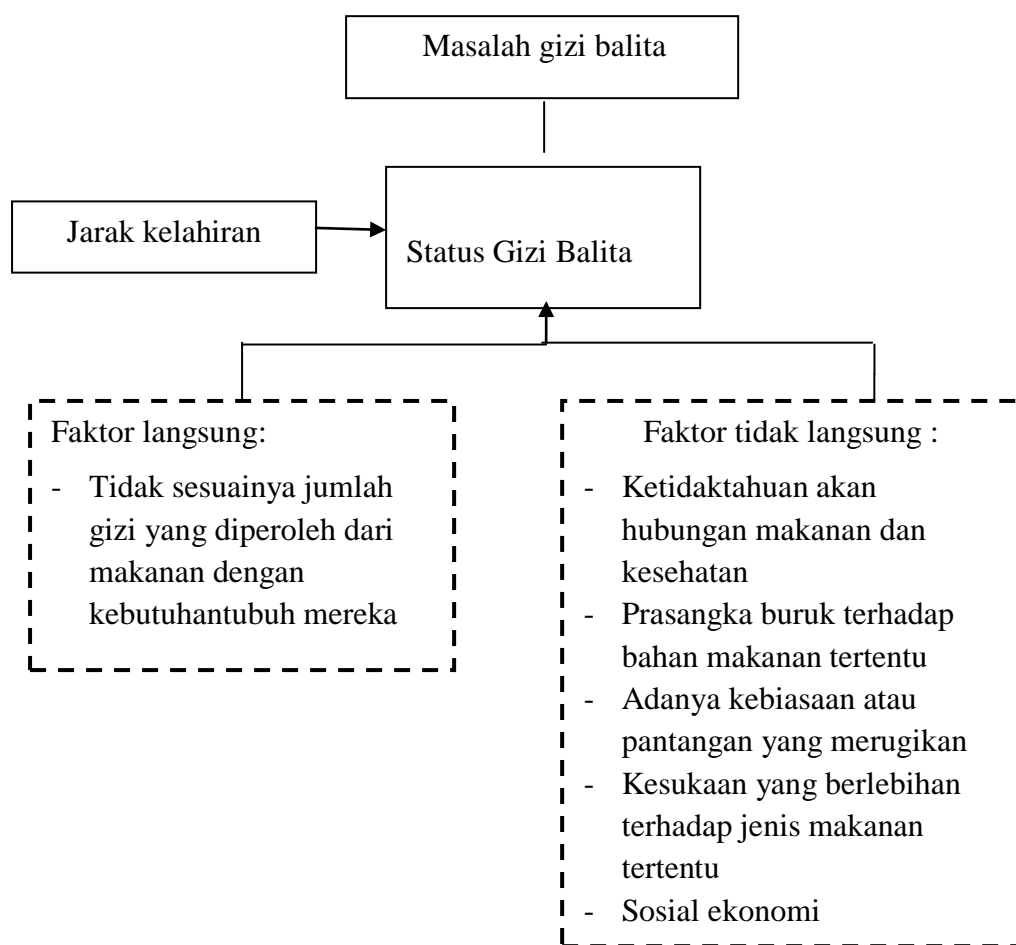 Masalah gizi balita
Jarak kelahiran
Status Gizi Balita
Faktor langsung:
- Tidak sesuainya jumlah
gizi yang diperoleh dari
makanan dengan
kebutuhantubuh mereka
Faktor tidak langsung :
- Ketidaktahuan akan
hubungan makanan dan
kesehatan
- Prasangka buruk terhadap
bahan makanan tertentu
- Adanya kebiasaan atau
pantangan yang merugikan
- Kesukaan yang berlebihan
terhadap jenis makanan
tertentu
- Sosial ekonomi